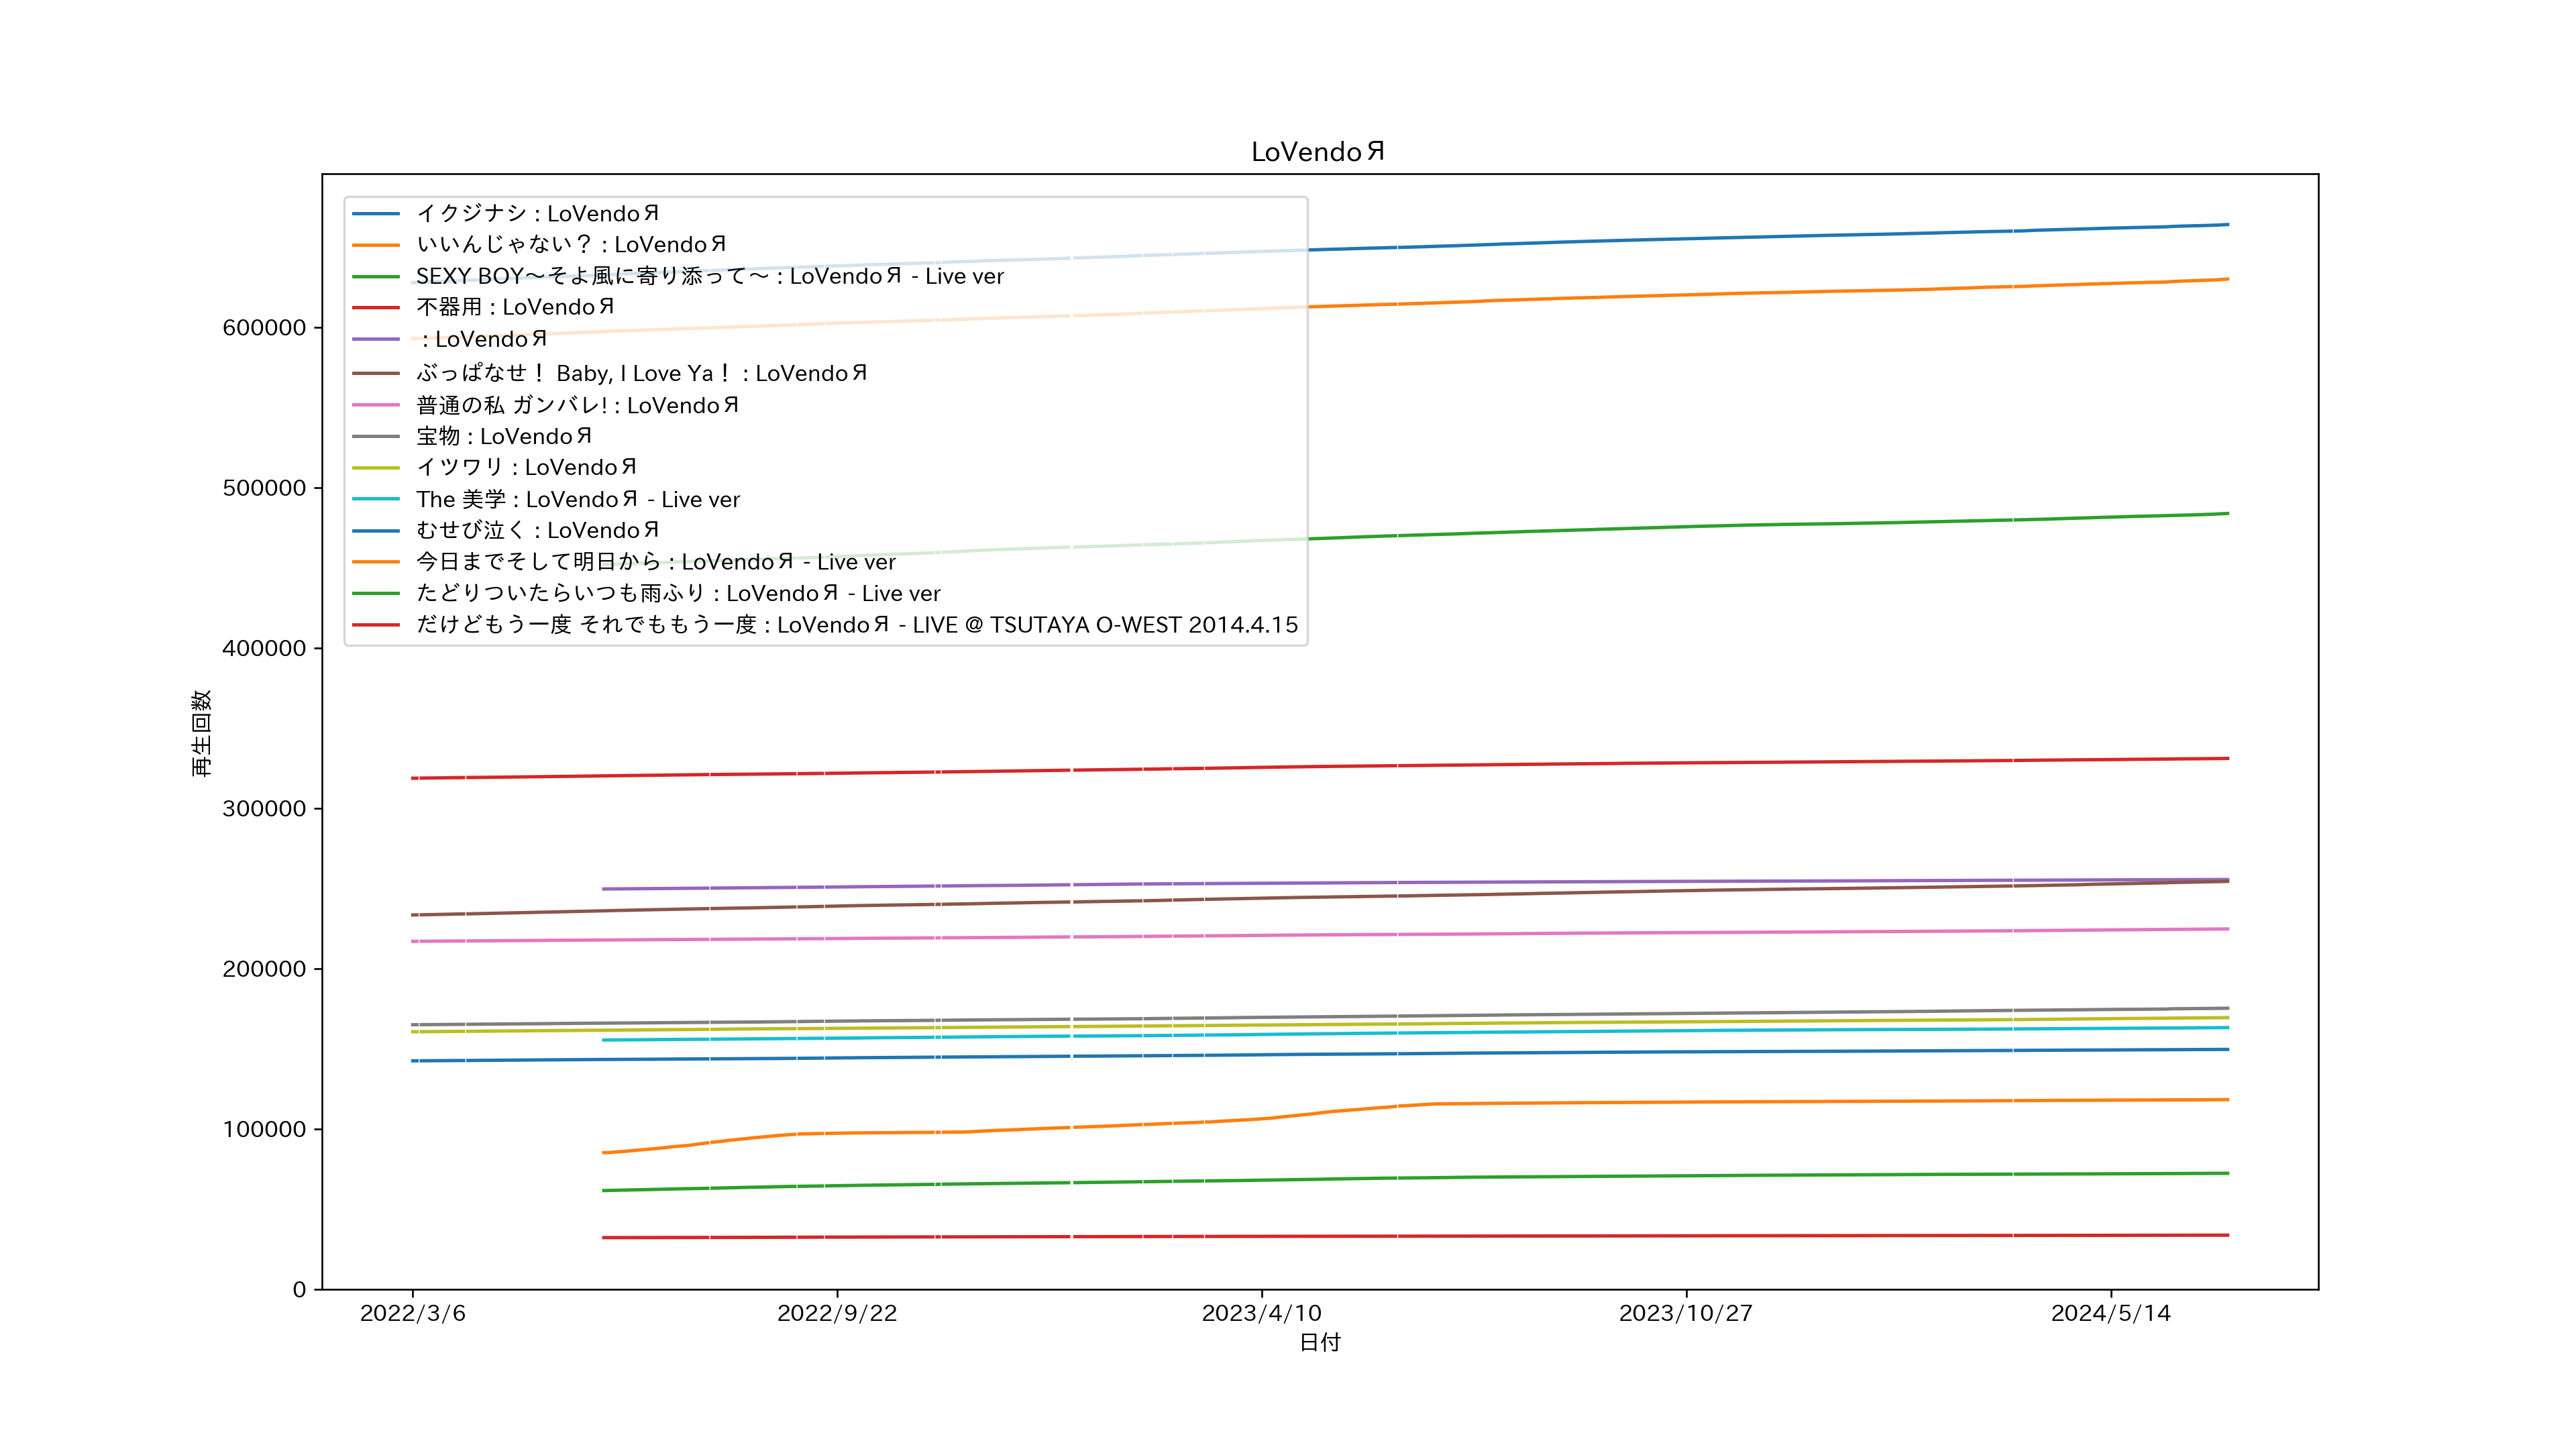 LoVendoЯ
イクジナシ : LoVendoЯ
いいんじゃない？ : LoVendoЯ
SEXY BOY～そよ風に寄り添って～ : LoVendoЯ - Live ver
不器用 : LoVendoЯ
: LoVendoЯ
ぶっぱなせ！ Baby, I Love Ya！ : LoVendoЯ
普通の私 ガンバレ! : LoVendoЯ
宝物 : LoVendoЯ
イツワリ : LoVendoЯ
The 美学 : LoVendoЯ - Live ver
むせび泣く : LoVendoЯ
今日までそして明日から : LoVendoЯ - Live ver
たどりついたらいつも雨ふり : LoVendoЯ - Live ver
だけどもう一度 それでももう一度 : LoVendoЯ - LIVE @ TSUTAYA O-WEST 2014.4.15
600000
500000
400000
300000
200000
100000
0
再生回数
2022/3/6
2022/9/22
2023/4/10
2023/10/27
2024/5/14
日付